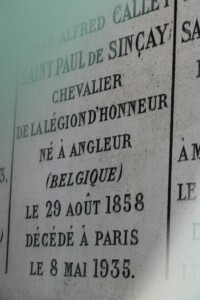 ALFRED CALLET
SAINT PAUL DE SINÇAY
CHEVALIER
DE LA LÉGION D'HONNEUR
NÉ À ANGLEUR
(BELGIQUE)
LE 29 AOÛT 1858
DÉCÉDÉ À PARIS
LE 8 MAI 1935.